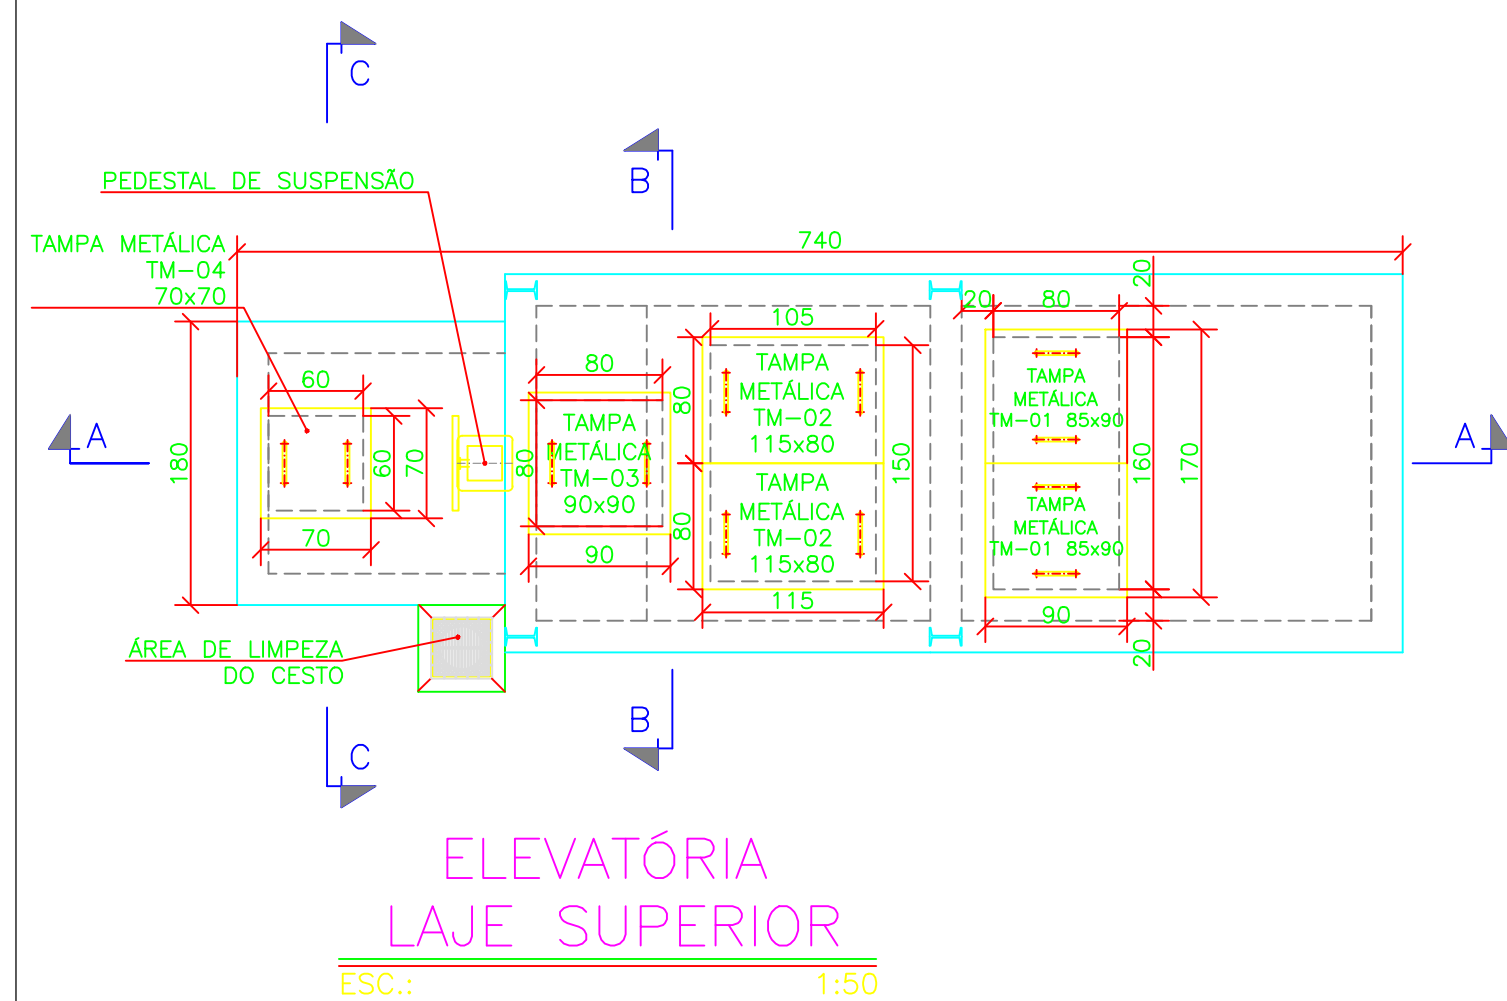 C
B
PEDESTAL DE SUSPENSÃO
TAMPA METÁLICA
TM-04
70x70
740
20
20
80
105
80
60
TAMPA
METÁLICA
TM-02
115x80
TAMPA
METÁLICA
TM-01 85x90
80
A
180
60
70
80
TAMPA
METÁLICA
TM-03
90x90
150
160
170
A
TAMPA
METÁLICA
TM-02
115x80
TAMPA
METÁLICA
TM-01 85x90
80
70
90
115
90
20
ÁREA DE LIMPEZA
DO CESTO
B
C
ELEVATÓRIA
LAJE SUPERIOR
ESC.: 1:50